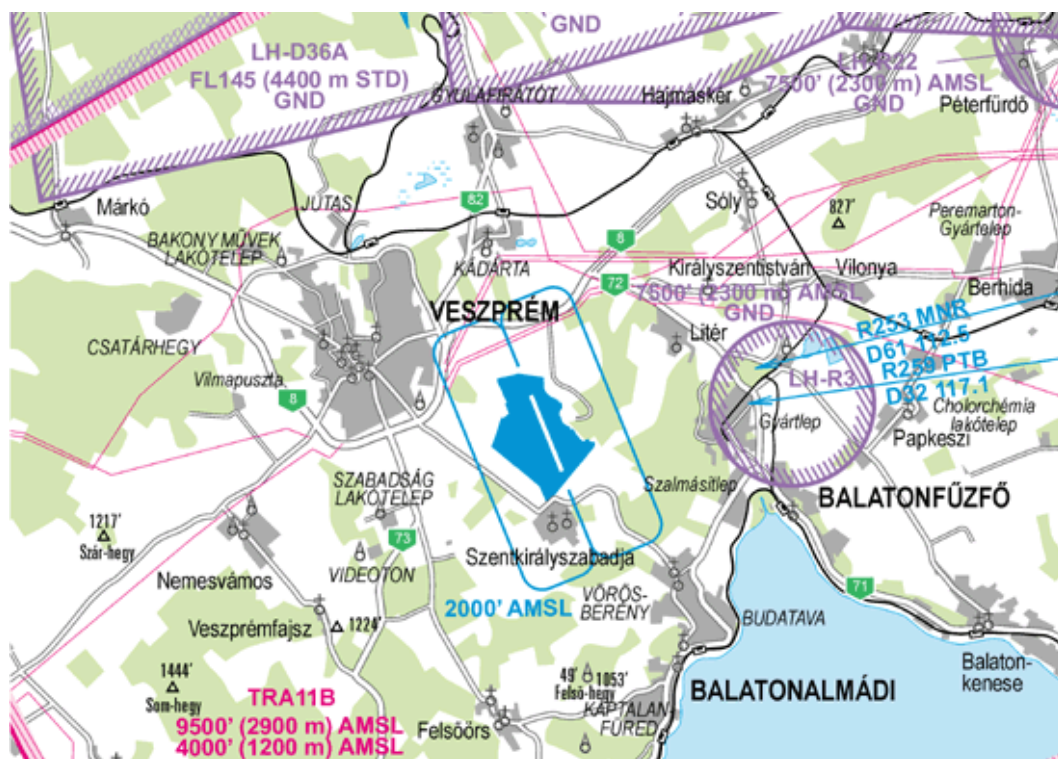 GND
LH-D36A
FL145 (4400 m STD)
GND
GYULAFIRÁTÓT
Hajmáskér
7500' (2300 m) AMSL
GND
Péterfürdő
Márkó
JUTAS
82
Sóly
827'
Peremarton-
Gyártelep
BAKONY MŰVEK
LAKÓTELEP
KÁDÁRTA
8
72
Királyszentistván
Vilonya
Berhida
7500' (2300 m) AMSL
GND
VESZPRÉM
Litér
R253 MNR
D61 112.5
R259 PTB
D32 117.1
CSATÁRHEGY
Vilmapuszta
8
LH-R3
Gyártlep
Cholorchémia
lakótelep
Papkeszi
SZABADSÁG
LAKÓTELEP
Szalmásitlep
BALATONFŰZFŐ
1217'
Szár-hegy
73
VIDEOTON
Szentkirályszabadja
Nemesvámos
VÖRÖS-
BERÉNY
71
2000' AMSL
BUDATAVA
Veszprémfajsz
1224'
1444'
Som-hegy
49'
1053'
Felsö-hegy
Balaton-
kenese
TRA11B
9500' (2900 m) AMSL
4000' (1200 m) AMSL
Felsőörs
KÁPTALAN-
FÜRED
BALATONALMÁDI